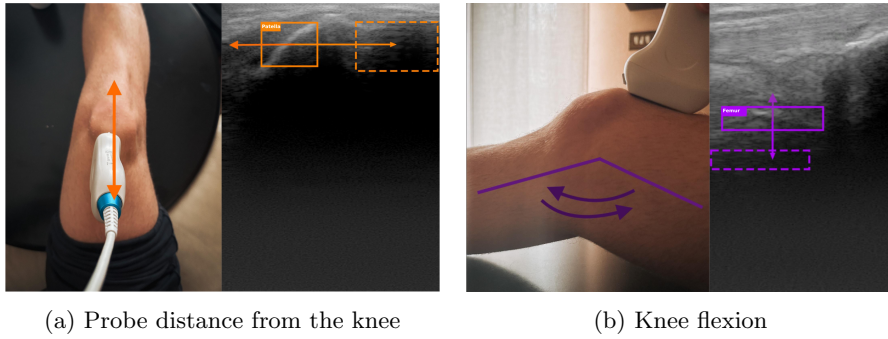 Patella
Femur
(a) Probe distance from the knee
(b) Knee flexion